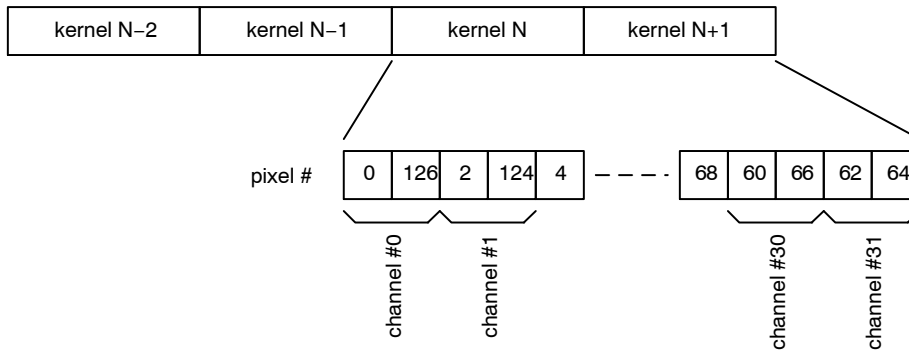 kernel N−2 kernel N−1 kernel N kernel N+1
pixel # 0 126 2 124 4 68 60 66 62 64
channel #0
channel #1
channel #30
channel #31